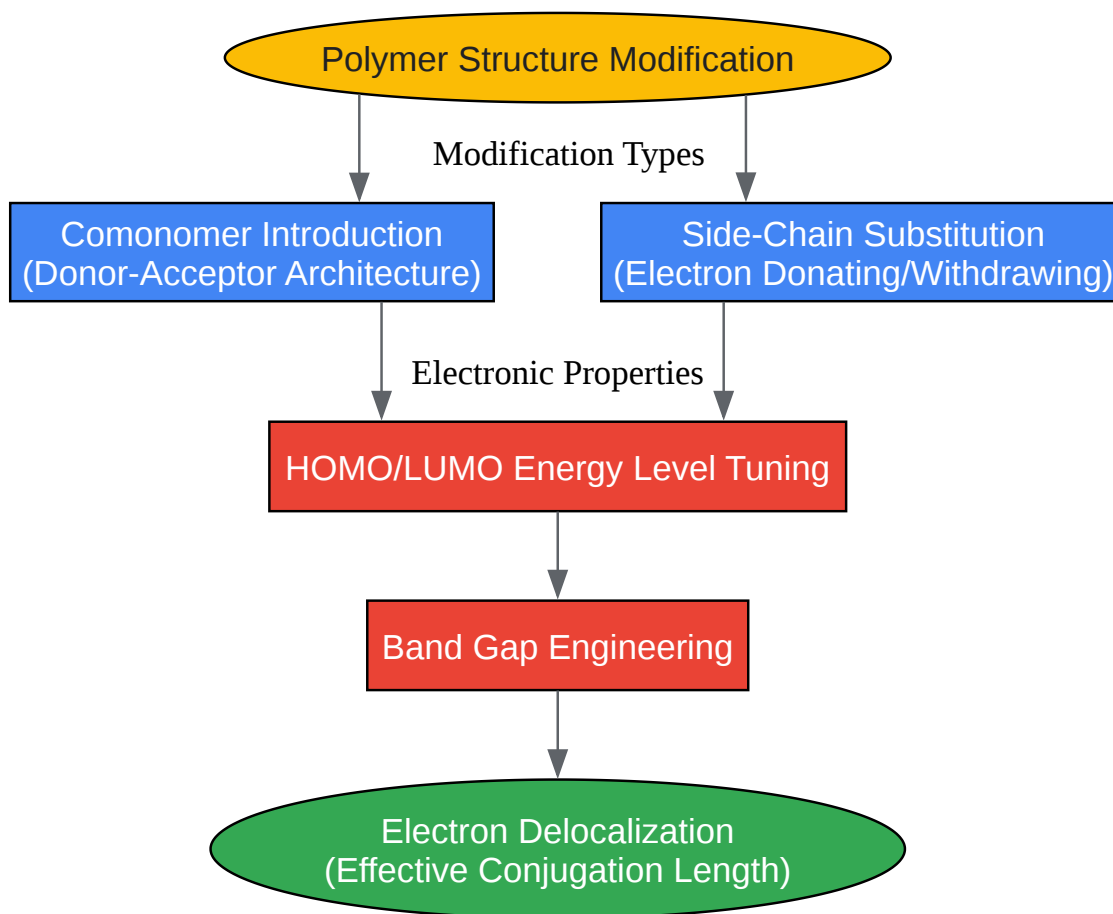 Polymer Structure Modification
Modification Types
Comonomer Introduction
(Donor-Acceptor Architecture)
Side-Chain Substitution
(Electron Donating/Withdrawing)
Electronic Properties
HOMO/LUMO Energy Level Tuning
Band Gap Engineering
Electron Delocalization
(Effective Conjugation Length)